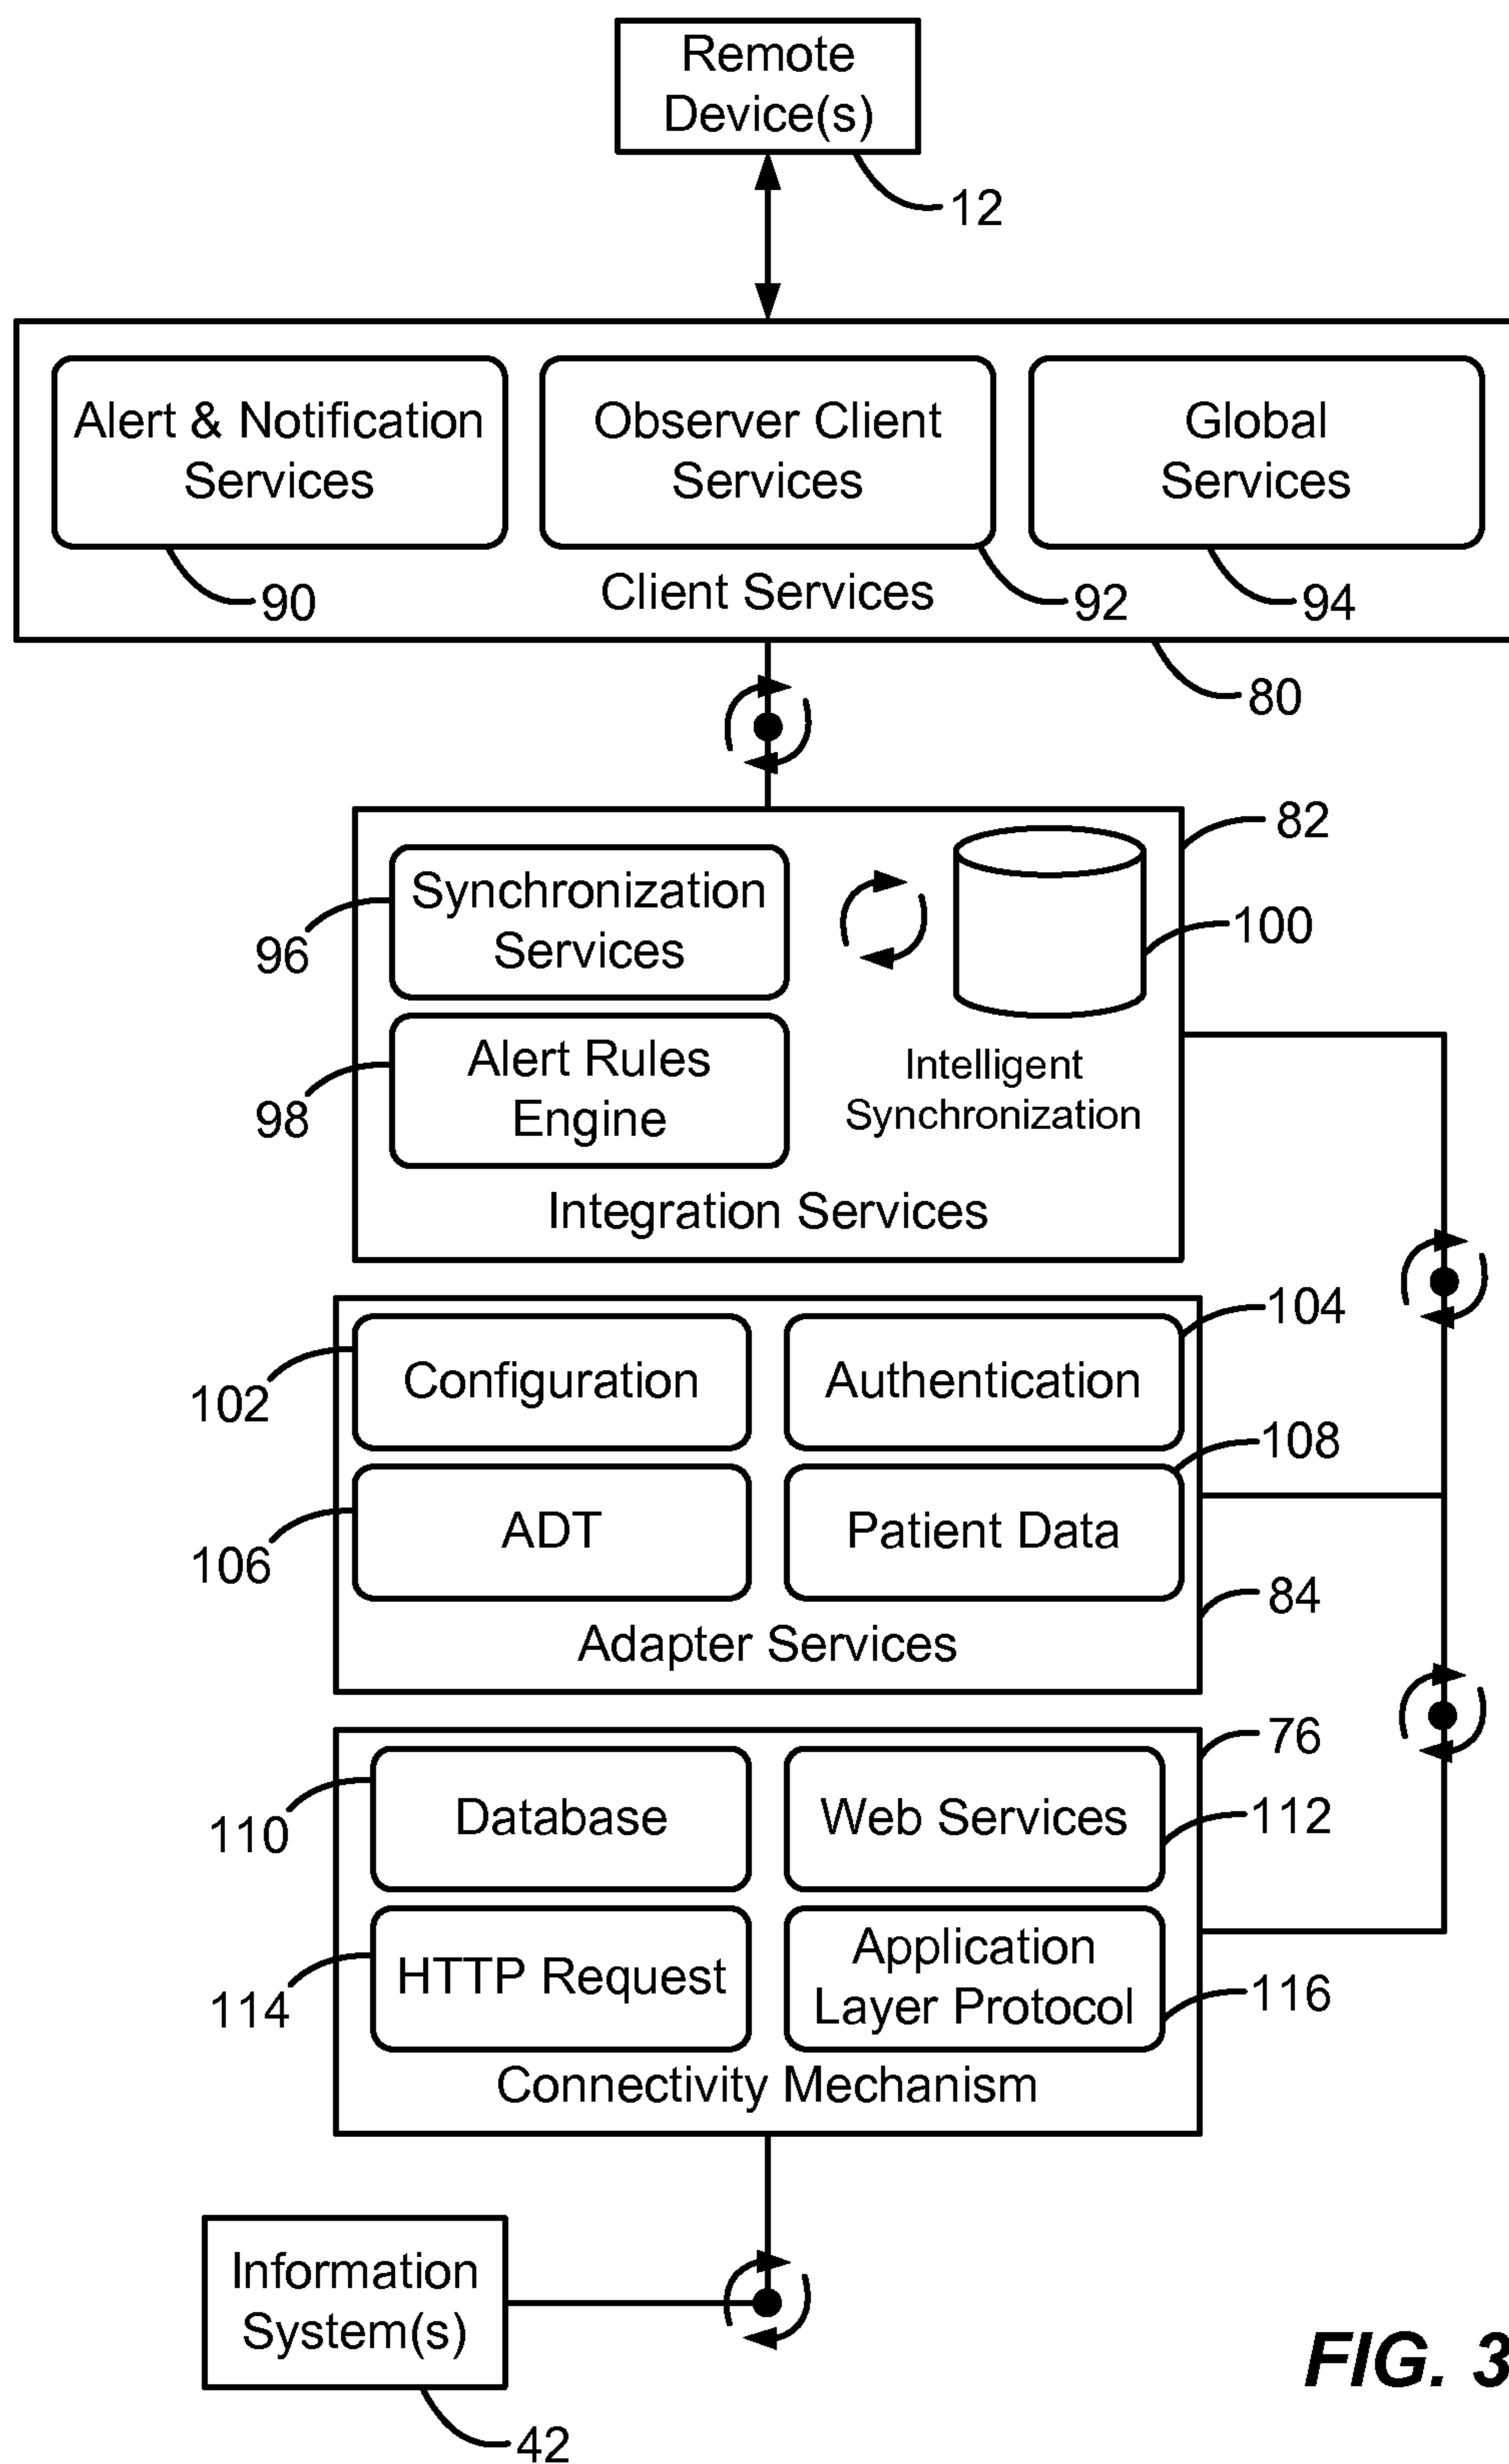 Remote
Device(s)
12
Alert & Notification
Services
Observer Client
Services
Global
Services
90
Client Services
92
94
80
82
Synchronization
Services
96
100
Alert Rules
Engine
98
Intelligent
Synchronization
Integration Services
104
Configuration
Authentication
102
108
ADT
Patient Data
106
84
Adapter Services
76
Database
Web Services
110
112
HTTP Request
Application
Layer Protocol
114
116
Connectivity Mechanism
Information
System(s)
42
FIG. 3